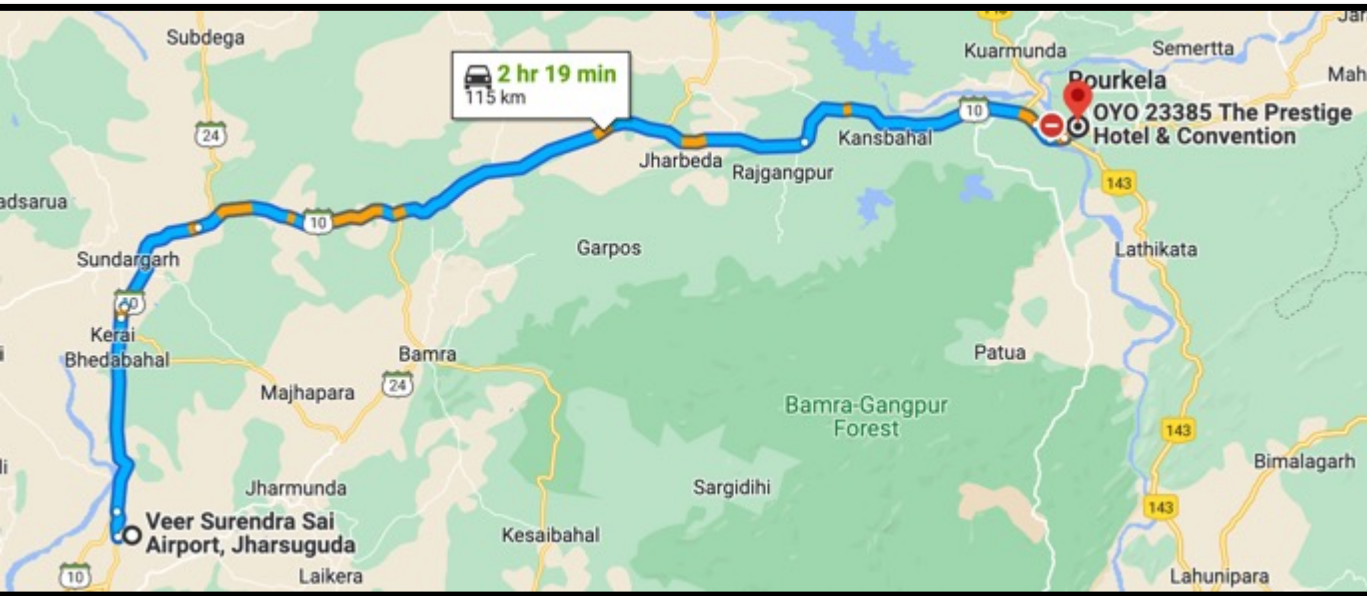 Subdega
Kuarmunda
Semertta
2 hr 19 min
115 km
Rourkela
OYO 23385 The Prestige
Hotel & Convention
24
10
Kansbahal
Jharbeda
Rajgangpur
143
adsarua
10
Garpos
Lathikata
Sundargarh
10
Kerai
Bhedabahal
Bamra
24
Patua
Majhapara
Bamra-Gangpur
Forest
143
Bimalagarh
Jharmunda
Sargidihi
143
Veer Surendra Sai
Airport, Jharsuguda
Kesaibahal
10
Laikera
Lahunipara